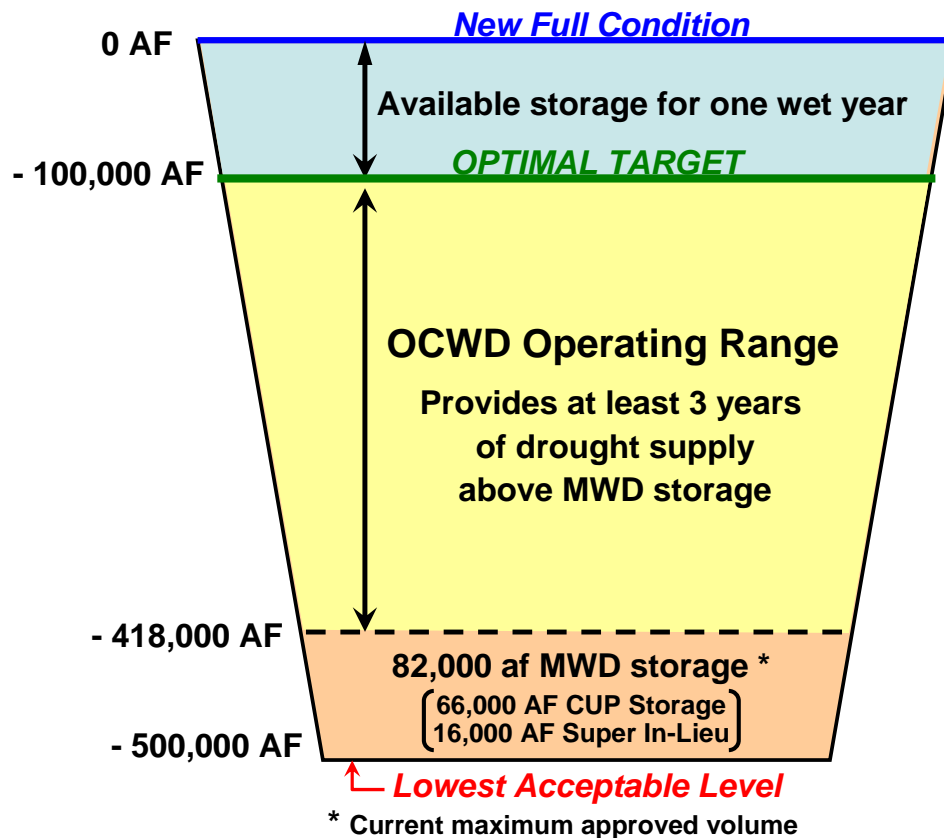 New Full Condition
0 AF
Available storage for one wet year
OPTIMAL TARGET
- 100,000 AF
OCWD Operating Range
Provides at least 3 years
of drought supply
above MWD storage
- 418,000 AF
82,000 af MWD storage *
66,000 AF CUP Storage
16,000 AF Super In-Lieu
- 500,000 AF
Lowest Acceptable Level
* Current maximum approved volume